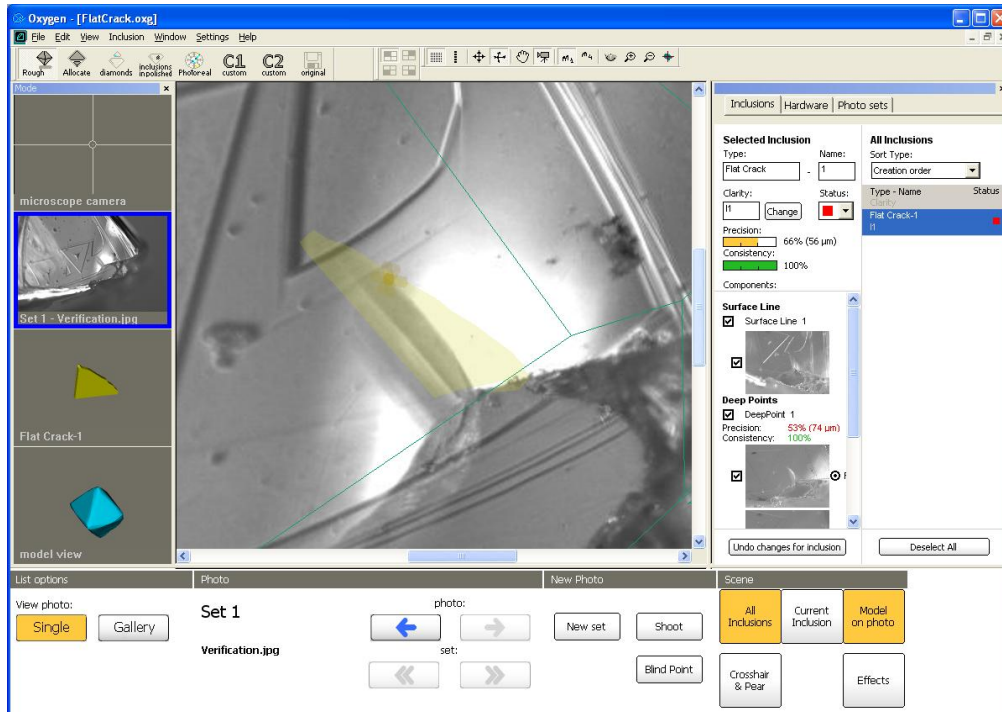 Oxygen - [FlatCrack.oxg]
File Edit View Inclusion Window Settings Help
Rough
Allocate
diamonds
inclusions in polished
Photoreal
C1 custom
C2 custom
original
Mode
microscope camera
Set 1 - Verification.jpg
Flat Crack-1
model view
Inclusions Hardware Photo sets
Selected Inclusion
Type: Name:
Flat Crack - 1
Clarity: Status:
I1 Change
Precision:
66% (56 µm)
Consistency:
100%
Components:
Surface Line
Surface Line 1
Deep Points
DeepPoint 1
Precision: 53% (74 µm)
Consistency: 100%
Undo changes for inclusion
All Inclusions
Sort Type:
Creation order
Type - Name Status
Clarity
Flat Crack-1
I1
Deselect All
List options
View photo:
Single Gallery
Photo
Set 1
Verification.jpg
photo:
set:
New Photo
New set Shoot
Blind Point
Scene
All Inclusions
Current Inclusion
Model on photo
Crosshair & Pear
Effects